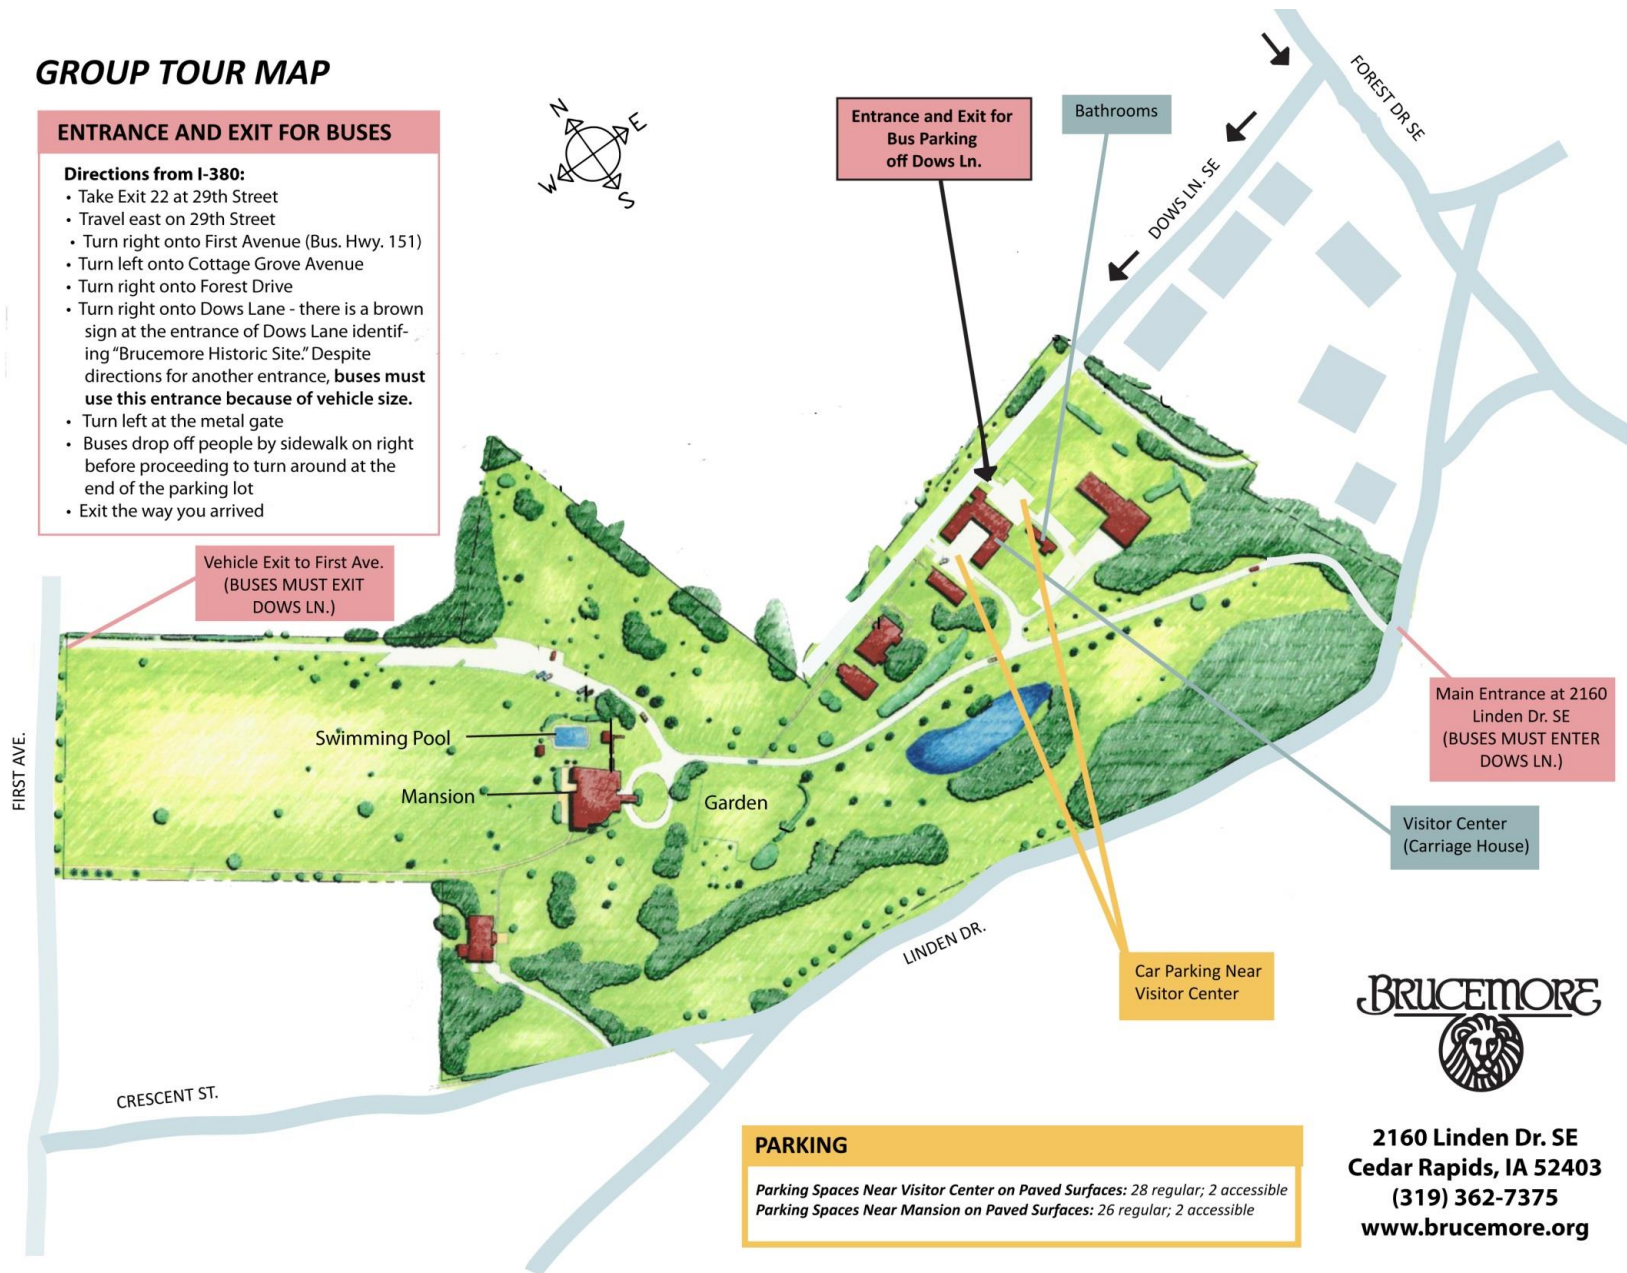 GROUP TOUR MAP
ENTRANCE AND EXIT FOR BUSES
Directions from I-380:
• Take Exit 22 at 29th Street
• Travel east on 29th Street
• Turn right onto First Avenue (Bus. Hwy. 151)
• Turn left onto Cottage Grove Avenue
• Turn right onto Forest Drive
• Turn right onto Dows Lane - there is a brown
sign at the entrance of Dows Lane identif-
ing “Brucemore Historic Site.” Despite
directions for another entrance, buses must
use this entrance because of vehicle size.
• Turn left at the metal gate
• Buses drop off people by sidewalk on right
before proceeding to turn around at the
end of the parking lot
• Exit the way you arrived
N
E
W
S
Entrance and Exit for
Bus Parking
off Dows Ln.
Bathrooms
FOREST DR SE
DOWS LN. SE
Vehicle Exit to First Ave.
(BUSES MUST EXIT
DOWS LN.)
Main Entrance at 2160
Linden Dr. SE
(BUSES MUST ENTER
DOWS LN.)
Swimming Pool
Mansion
Garden
FIRST AVE.
Visitor Center
(Carriage House)
LINDEN DR.
Car Parking Near
Visitor Center
CRESCENT ST.
BRUCEMORE
PARKING
Parking Spaces Near Visitor Center on Paved Surfaces: 28 regular; 2 accessible
Parking Spaces Near Mansion on Paved Surfaces: 26 regular; 2 accessible
2160 Linden Dr. SE
Cedar Rapids, IA 52403
(319) 362-7375
www.brucemore.org